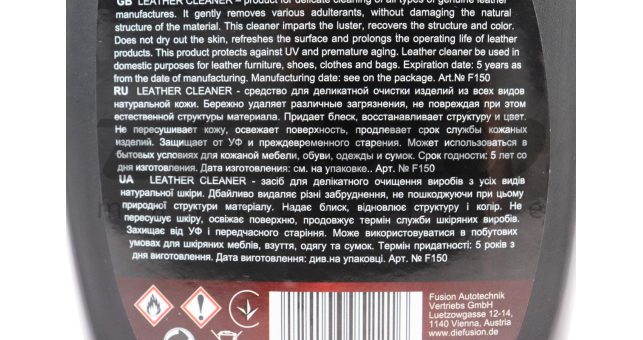 GB LEATHER CLEANER – product for delicate cleaning of all types of genuine leather
manufactures. It gently removes various adulterants, without damaging the natural
structure of the material. This cleaner imparts the luster, recovers the structure and color.
Does not dry out the skin, refreshes the surface and prolongs the operating life of leather
products. This product protects against UV and premature aging. Leather cleaner be used in
domestic purposes for leather furniture, shoes, clothes and bags. Expiration date: 5 years as
from the date of manufacturing. Manufacturing date: see on the package. Art.№ F150
RU LEATHER CLEANER - средство для деликатной очистки изделий из всех видов
натуральной кожи. Бережно удаляет различные загрязнения, не повреждая при этом
естественной структуры материала. Придает блеск, восстанавливает структуру и цвет.
Не пересушивает кожу, освежает поверхность, продлевает срок службы кожаных
изделий. Защищает от УФ и преждевременного старения. Может использоваться в
бытовых условиях для кожаной мебели, обуви, одежды и сумок. Срок годности: 5 лет со
дня изготовления. Дата изготовления: см. на упаковке.. Арт. № F150
UA LEATHER CLEANER - засіб для делікатного очищення виробів з усіх видів
натуральної шкіри. Дбайливо видаляє різні забруднення, не пошкоджуючи при цьому
природної структури матеріалу. Надає блиск, відновлює структуру і колір. Не
пересушує шкіру, освіжає поверхню, продовжує термін служби шкіряних виробів.
Захищає від УФ і передчасного старіння. Може використовуватися в побутових
умовах для шкіряних меблів, взуття, одягу та сумок. Термін придатності: 5 років з
дня виготовлення. Дата виготовлення: див.на упаковці. Арт. № F150
Fusion Autotechnik
Vertriebs GmbH
Luetzowgasse 12-14,
1140 Vienna, Austria
www.diefusion.de